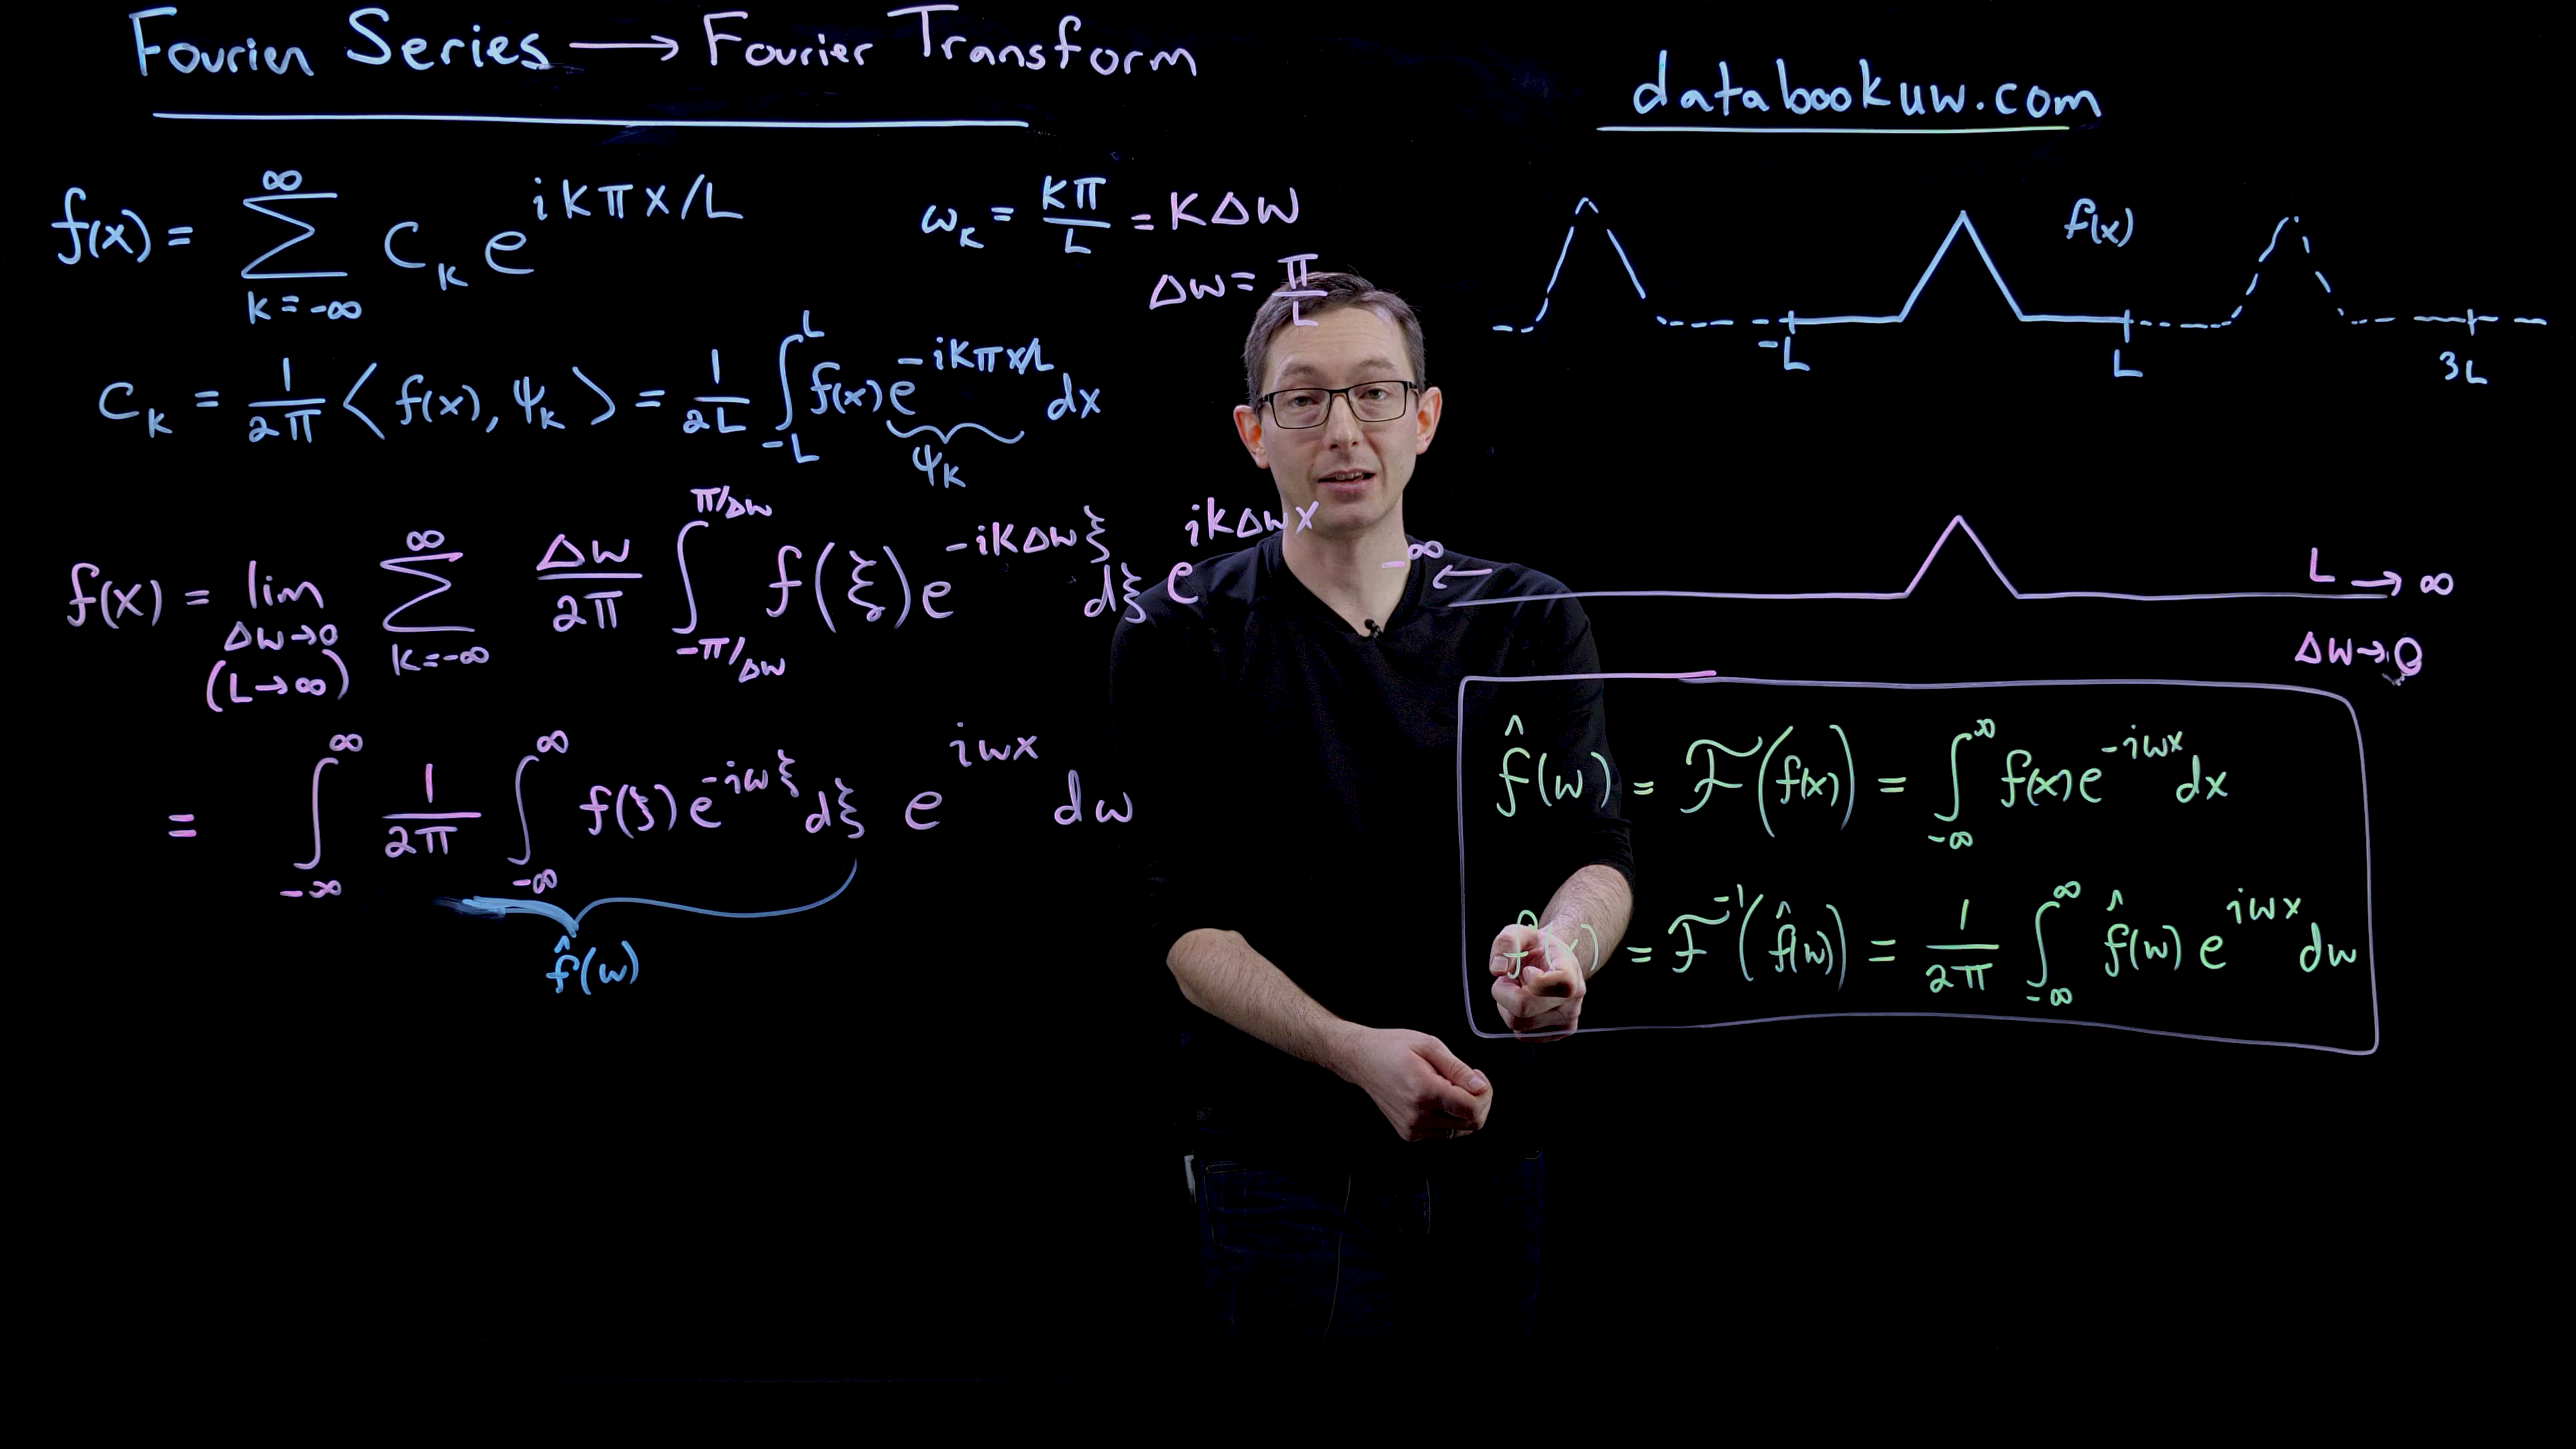 Fourier Series → Fourier Transform
databookuw.com
f(x) = ∞ ∑ k=-∞ c_k e^{ikπx/L}
ω_k = kπ/L = kΔω
Δω = π/L
f(x)
-L L 3L
c_k = 1/2π ⟨f(x), ψ_k⟩ = 1/2L ∫_{-L}^{L} f(x) e^{-ikπx/L} dx
ψ_k
f(x) = lim_{Δω→0 (L→∞)} ∑_{k=-∞}^{∞} Δω/2π ∫_{-π/Δω}^{π/Δω} f(ξ) e^{-ikΔωξ} dξ e^{ikΔωx}
-∞ ← L → ∞
Δω→0
= ∫_{-∞}^{∞} 1/2π ∫_{-∞}^{∞} f(ξ) e^{-iωξ} dξ e^{iωx} dω
f̂(ω)
f̂(ω) = ℱ(f(x)) = ∫_{-∞}^{∞} f(x) e^{-iωx} dx
f(x) = ℱ^{-1}(f̂(ω)) = 1/2π ∫_{-∞}^{∞} f̂(ω) e^{iωx} dω